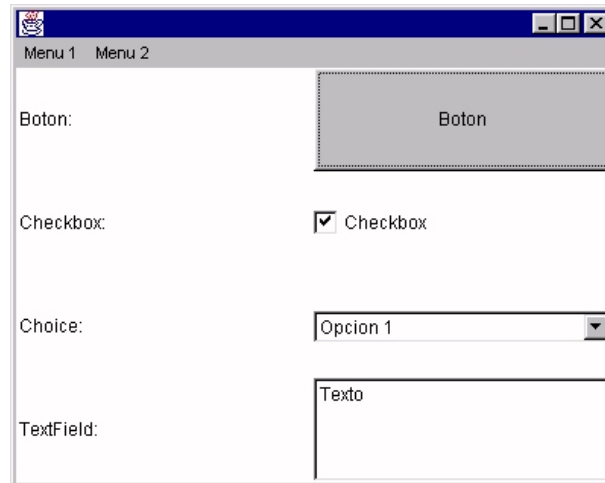 Menu 1 Menu 2
Boton: Boton
Checkbox: Checkbox
Choice: Opcion 1
Texto
TextField: